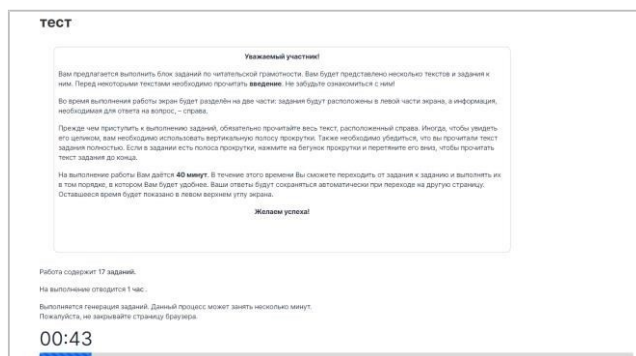 тест
Уважаемый участник!
Вам предлагается выполнить блок заданий по читательской грамотности. Вам будет представлено несколько текстов и задания к
ним. Перед некоторыми текстами необходимо прочитать введение. Не забудьте ознакомиться с ним!
Во время выполнения работы экран будет разделён на две части: задания будут расположены в левой части экрана, а информация,
необходимая для ответа на вопрос, – справа.
Прежде чем приступить к выполнению заданий, обязательно прочитайте весь текст, расположенный справа. Иногда, чтобы увидеть
его целиком, вам необходимо использовать вертикальную полосу прокрутки. Также необходимо убедиться, что вы прочитали текст
задания полностью. Если в задании есть полоса прокрутки, нажмите на бегунок прокрутки и перетяните его вниз, чтобы прочитать
текст задания до конца.
На выполнение работы Вам даётся 40 минут. В течение этого времени Вы сможете переходить от задания к заданию и выполнять их
в том порядке, в котором Вам будет удобнее. Ваши ответы будут сохраняться автоматически при переходе на другую страницу.
Оставшееся время будет показано в левом верхнем углу экрана.
Желаем успеха!
Работа содержит 17 заданий.
На выполнение отводится 1 час .
Выполняется генерация заданий. Данный процесс может занять несколько минут.
Пожалуйста, не закрывайте страницу браузера.
00:43